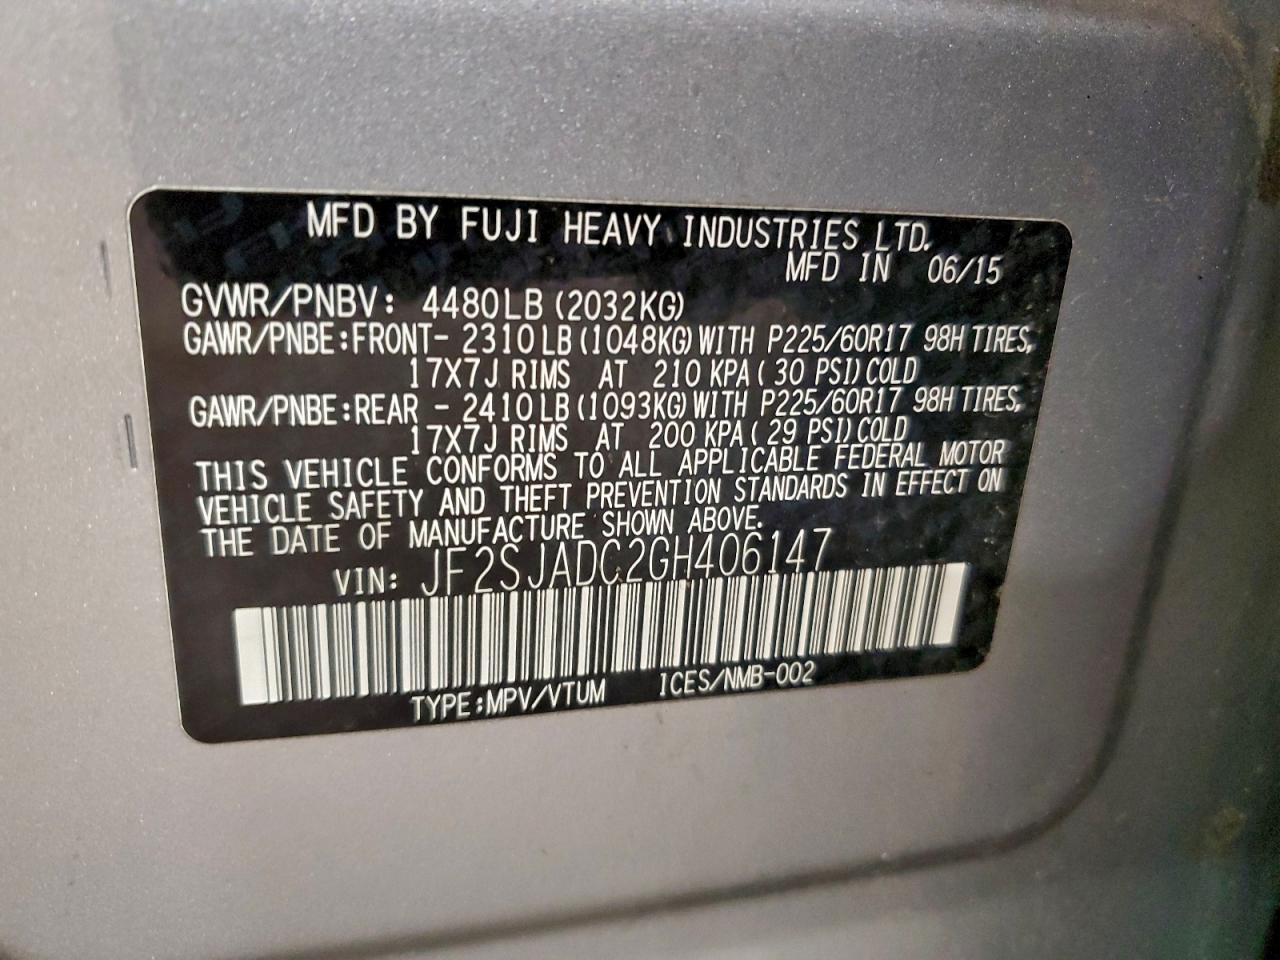 MFD BY FUJI HEAVY INDUSTRIES LTD.
MFD IN 06/15
GVWR/PNBV: 4480LB (2032KG)
GAWR/PNBE:FRONT- 2310LB (1048KG) WITH P225/60R17 98H TIRES,
17X7J RIMS AT 210 KPA ( 30 PSI) COLD
GAWR/PNBE:REAR - 2410LB (1093KG) WITH P225/60R17 98H TIRES,
17X7J RIMS AT 200 KPA ( 29 PSI) COLD
THIS VEHICLE CONFORMS TO ALL APPLICABLE FEDERAL MOTOR
VEHICLE SAFETY AND THEFT PREVENTION STANDARDS IN EFFECT ON
THE DATE OF MANUFACTURE SHOWN ABOVE.
VIN: JF2SJADC2GH406147
TYPE:MPV/VTUM ICES/NMB-002